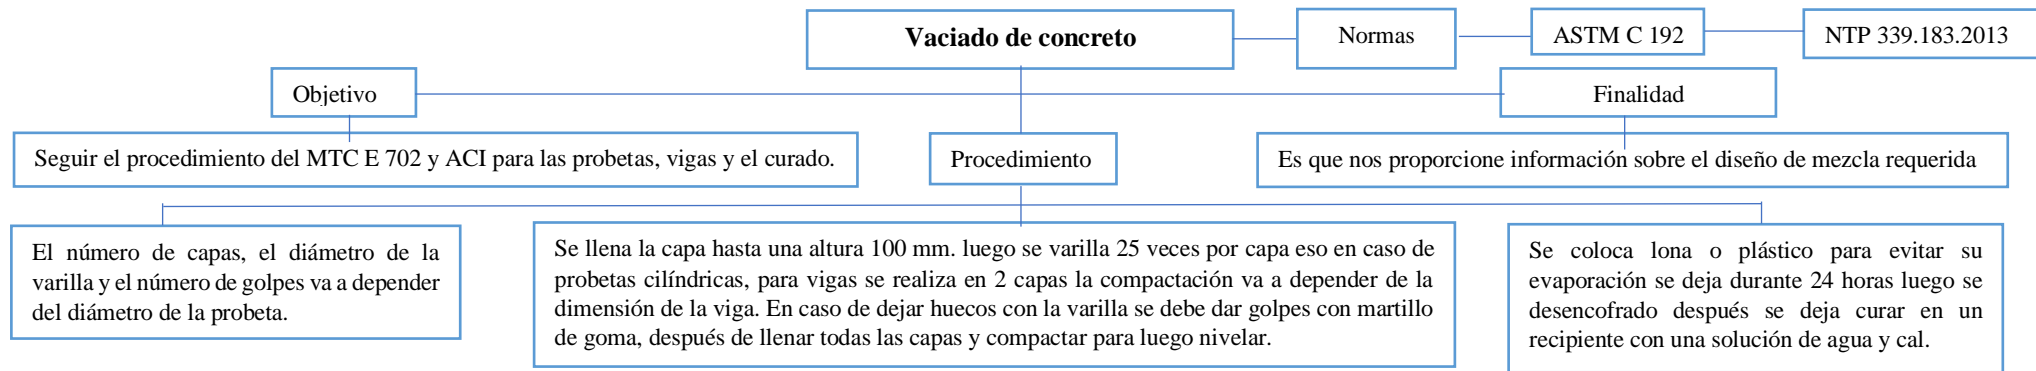 Vaciado de concreto
Normas
ASTM C 192
NTP 339.183.2013
Objetivo
Finalidad
Seguir el procedimiento del MTC E 702 y ACI para las probetas, vigas y el curado.
Procedimiento
Es que nos proporcione información sobre el diseño de mezcla requerida
El número de capas, el diámetro de la
varilla y el número de golpes va a depender
del diámetro de la probeta.
Se llena la capa hasta una altura 100 mm. luego se varilla 25 veces por capa eso en caso de
probetas cilíndricas, para vigas se realiza en 2 capas la compactación va a depender de la
dimensión de la viga. En caso de dejar huecos con la varilla se debe dar golpes con martillo
de goma, después de llenar todas las capas y compactar para luego nivelar.
Se coloca lona o plástico para evitar su
evaporación se deja durante 24 horas luego se
desencofrado después se deja curar en un
recipiente con una solución de agua y cal.